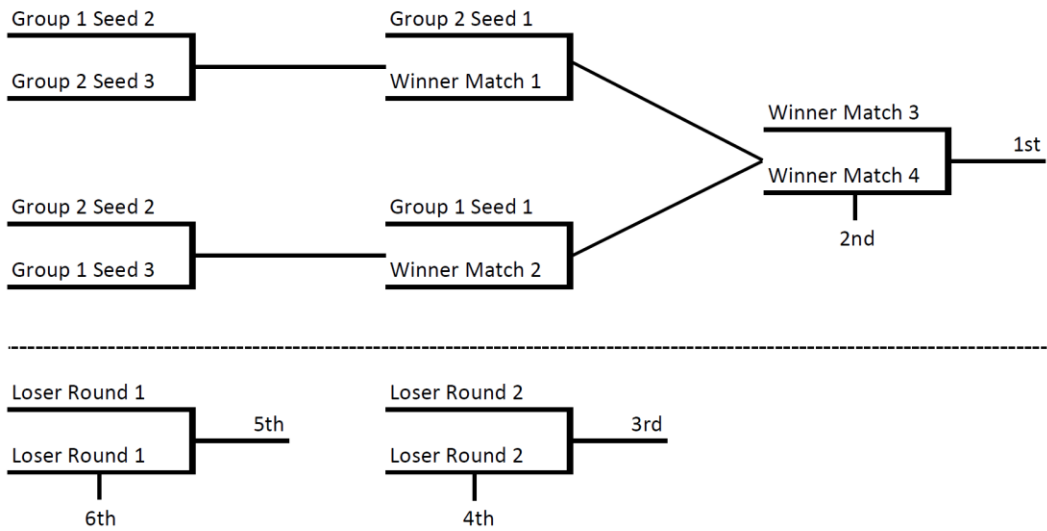 Group 1 Seed 2
Group 2 Seed 1
Group 2 Seed 3
Winner Match 1
Winner Match 3
1st
Winner Match 4
Group 2 Seed 2
Group 1 Seed 1
2nd
Group 1 Seed 3
Winner Match 2
Loser Round 1
Loser Round 2
5th
3rd
Loser Round 1
Loser Round 2
6th
4th